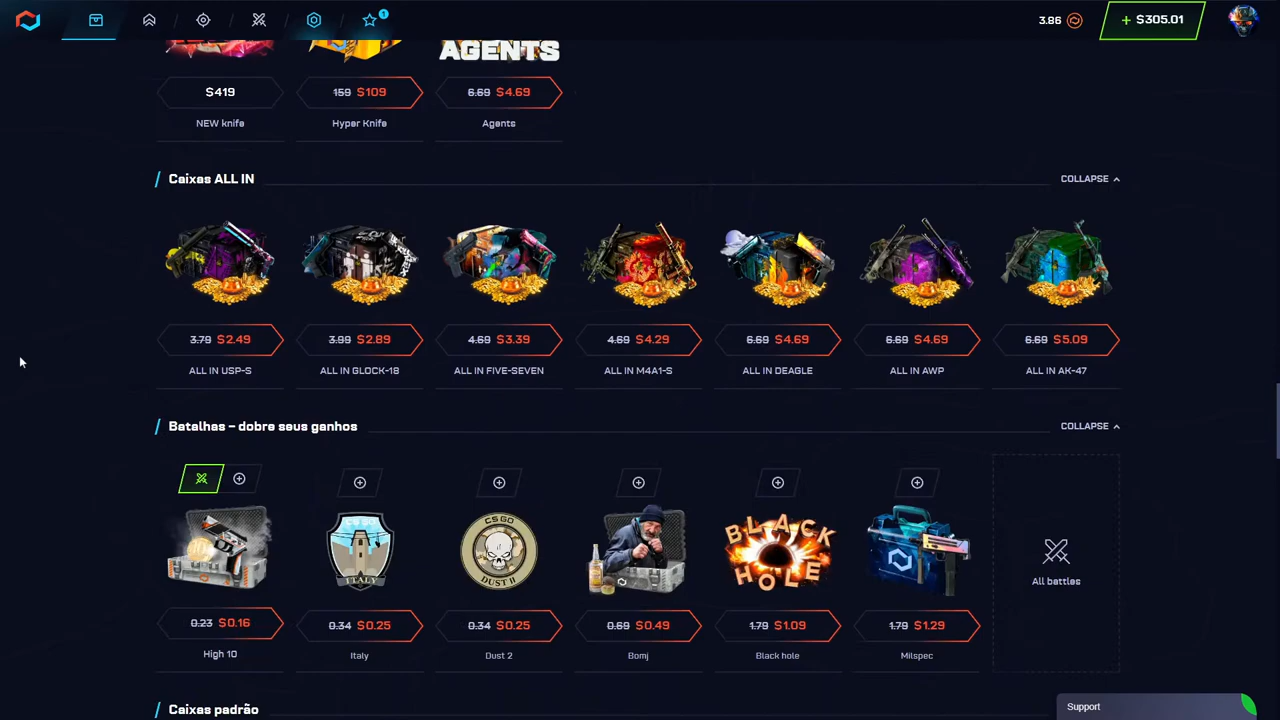 1
3.86
+ $305.01
AGENTS
$419
159 $109
6.69 $4.69
NEW knife
Hyper Knife
Agents
Caixas ALL IN
COLLAPSE
3.79 $2.49
3.99 $2.89
4.69 $3.39
4.69 $4.29
6.69 $4.69
6.69 $4.69
6.69 $5.09
ALL IN USP-S
ALL IN GLOCK-18
ALL IN FIVE-SEVEN
ALL IN M4A1-S
ALL IN DEAGLE
ALL IN AWP
ALL IN AK-47
Batalhas – dobre seus ganhos
COLLAPSE
CS GO
ITALY
CS GO
DUST II
BLACK
HOLE
All battles
0.23 $0.16
0.34 $0.25
0.34 $0.25
0.69 $0.49
1.79 $1.09
1.79 $1.29
High 10
Italy
Dust 2
Bomj
Black hole
Milspec
Caixas padrão
Support